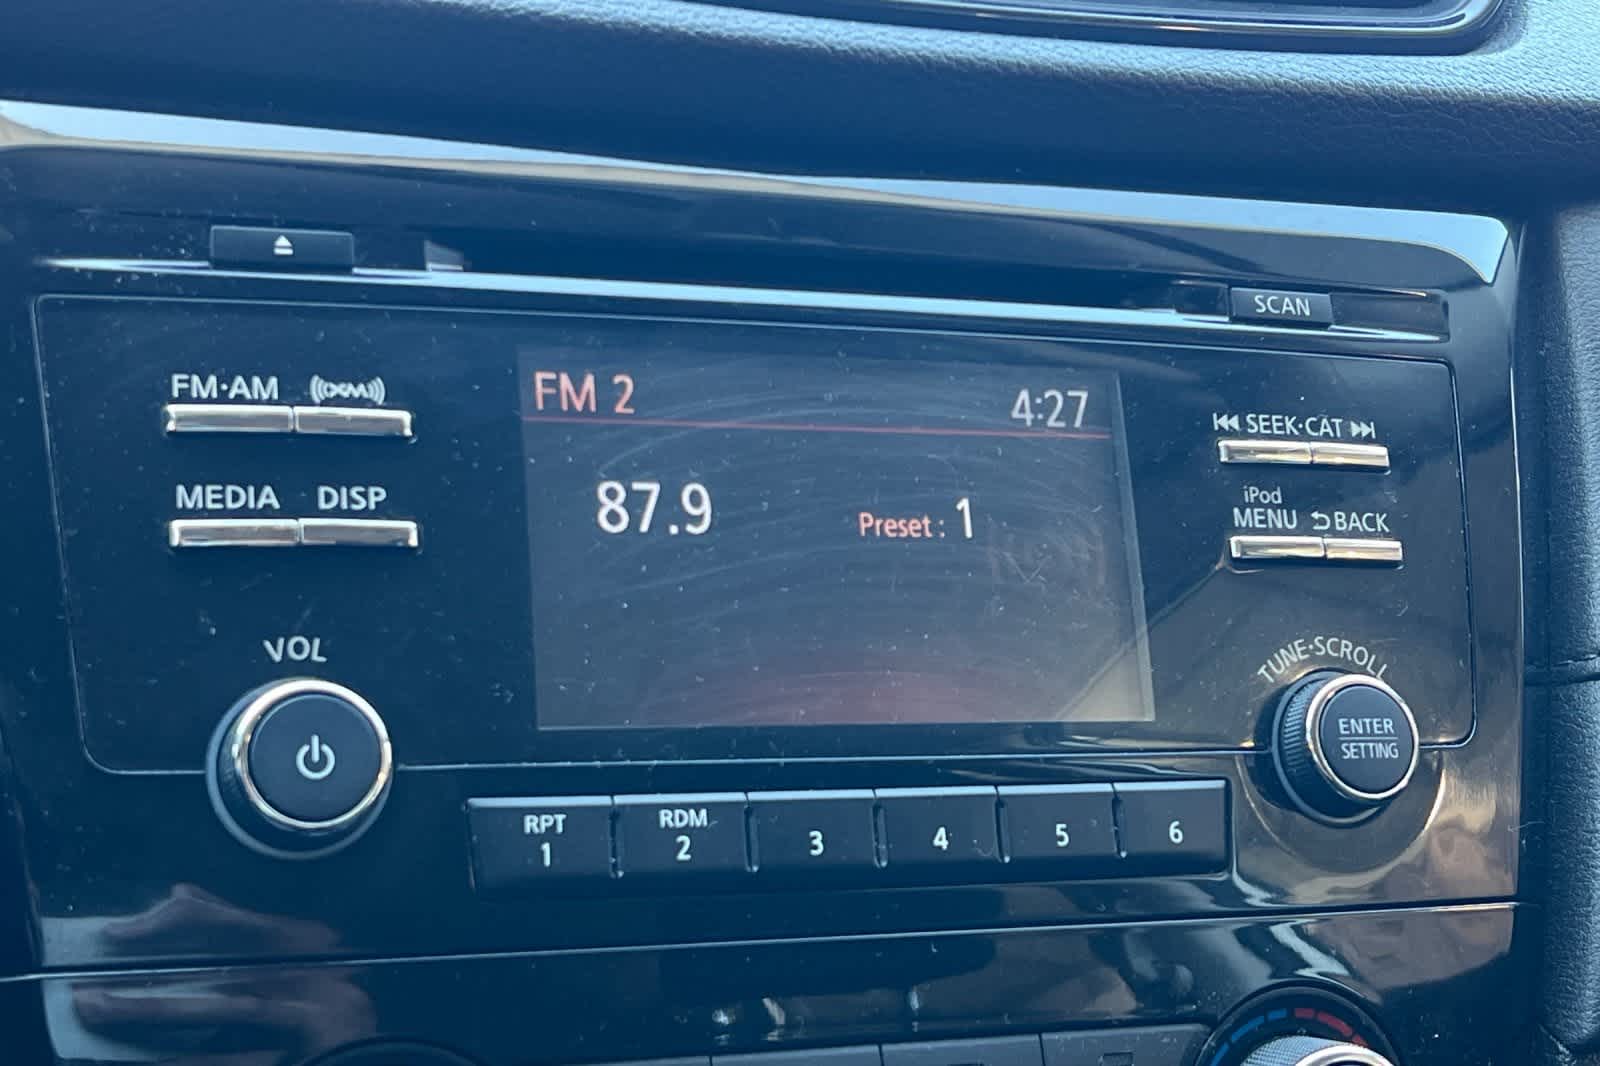 SCAN
FM·AM XM
FM 2 4:27
⏮ SEEK·CAT ⏭
MEDIA DISP
87.9 Preset : 1
iPod
MENU ⮌BACK
VOL
TUNE·SCROLL
ENTER
SETTING
RPT
1
RDM
2
3
4
5
6